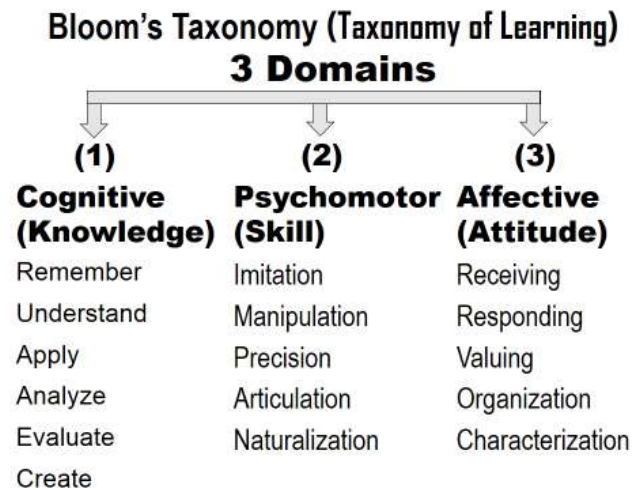 Bloom's Taxonomy (Taxonomy of Learning)
3 Domains
(1)
Cognitive
(Knowledge)
Remember
Understand
Apply
Analyze
Evaluate
Create
(2)
Psychomotor
(Skill)
Imitation
Manipulation
Precision
Articulation
Naturalization
(3)
Affective
(Attitude)
Receiving
Responding
Valuing
Organization
Characterization